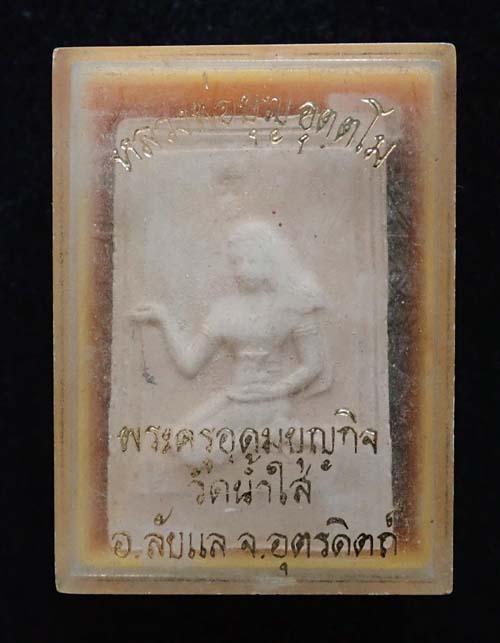 หลวงพ่อบุญ อุตฺตโม
พระครูอุดมบุญกิจ
วัดน้ำใส
อ.ลับแล จ.อุตรดิตถ์